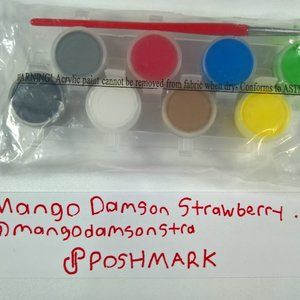 WARNING! Acrylic paint cannot be removed from fabric when dry- Conforms to AST
Mango Damson Strawberry .
@mangodamsonstra
POSHMARK